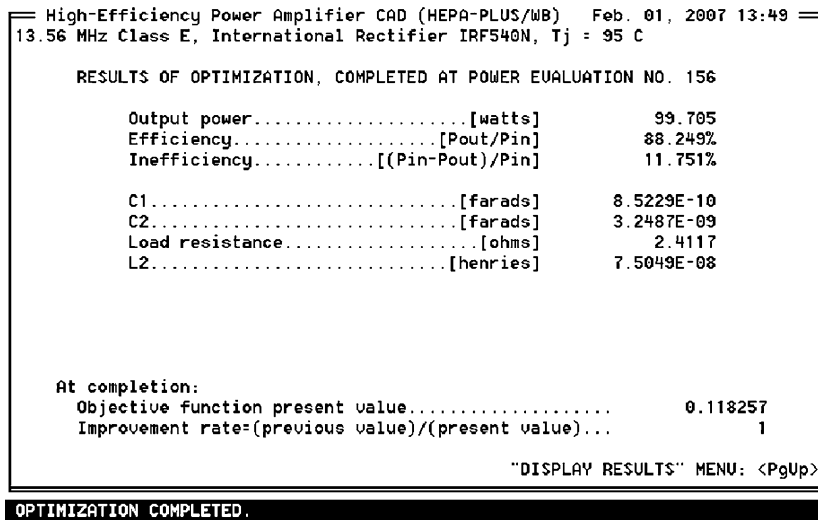 High-Efficiency Power Amplifier CAD (HEPA-PLUS/WB) Feb. 01, 2007 13:49
13.56 MHz Class E, International Rectifier IRF540N, Tj = 95 C
RESULTS OF OPTIMIZATION, COMPLETED AT POWER EVALUATION NO. 156
Output power.....................[watts] 99.705
Efficiency....................[Pout/Pin] 88.249%
Inefficiency............[(Pin-Pout)/Pin] 11.751%
C1..............................[farads] 8.5229E-10
C2..............................[farads] 3.2487E-09
Load resistance...................[ohms] 2.4117
L2.............................[henries] 7.5049E-08
At completion:
Objective function present value.................... 0.118257
Improvement rate=(previous value)/(present value)... 1
"DISPLAY RESULTS" MENU: <PgUp>
OPTIMIZATION COMPLETED.